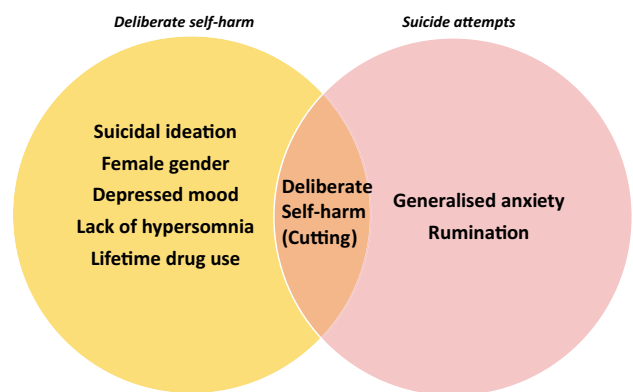 Deliberate self-harm
Suicide attempts
Suicidal ideation
Female gender
Depressed mood
Lack of hypersomnia
Lifetime drug use
Deliberate
Self-harm
(Cutting)
Generalised anxiety
Rumination